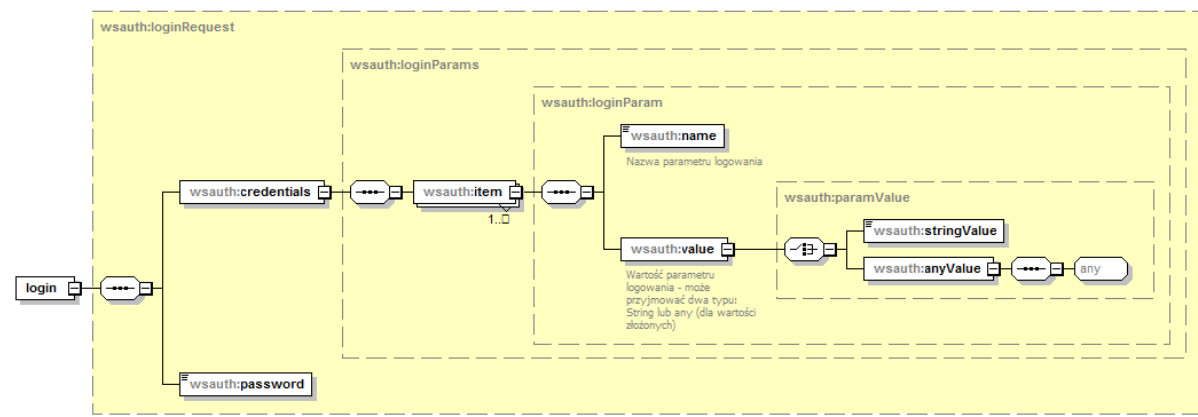 wsauth:loginRequest
wsauth:loginParams
wsauth:loginParam
wsauth:name
Nazwa parametru logowania
wsauth:credentials
wsauth:item
1..
wsauth:paramValue
wsauth:stringValue
wsauth:value
wsauth:anyValue
any
Wartość parametru
logowania - może
przyjmować dwa typu:
String lub any (dla wartości
złożonych)
login
wsauth:password